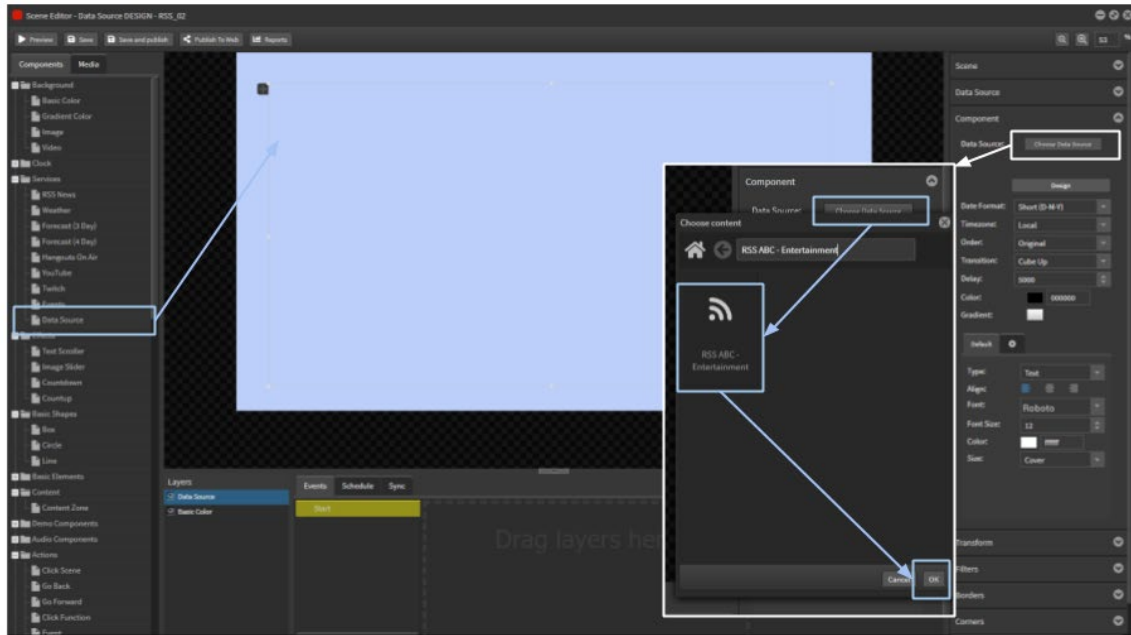 Scene Editor - Data Source DESIGN - RSS_02
Preview
Save
Save and publish
Publish To Web
Reports
53
%
Components
Media
Background
Basic Color
Gradient Color
Image
Video
Clock
Services
RSS News
Weather
Forecast (3 Day)
Forecast (4 Day)
Hangouts On Air
YouTube
Twitch
Events
Data Source
Effects
Text Scroller
Image Slider
Countdown
Countup
Basic Shapes
Box
Circle
Line
Basic Elements
Content
Content Zone
Demo Components
Audio Components
Actions
Click Scene
Go Back
Go Forward
Click Function
Event
Layers
Data Source
Basic Color
Events
Schedule
Sync
Start
Drag layers her
Component
Data Source:
Choose Data Source
Choose content
RSS ABC - Entertainment
RSS ABC -
Entertainment
Cancel
OK
Scene
Data Source
Component
Data Source:
Choose Data Source
Design
Date Format:
Short (D-M-Y)
Timezone:
Local
Order:
Original
Transition:
Cube Up
Delay:
5000
Color:
000000
Gradient:
Default
Type:
Text
Align:
Font:
Roboto
Font Size:
12
Color:
ffffff
Size:
Cover
Transform
Filters
Borders
Corners